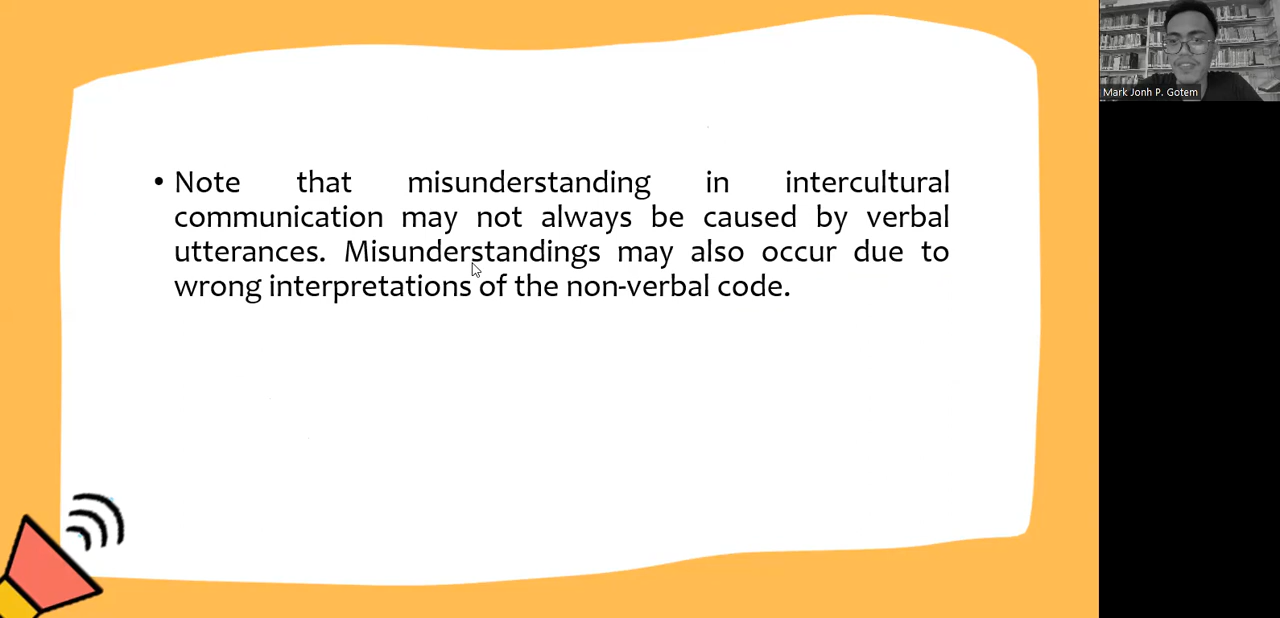 • Note that misunderstanding in intercultural
communication may not always be caused by verbal
utterances. Misunderstandings may also occur due to
wrong interpretations of the non-verbal code.
Mark Jonh P. Gotem